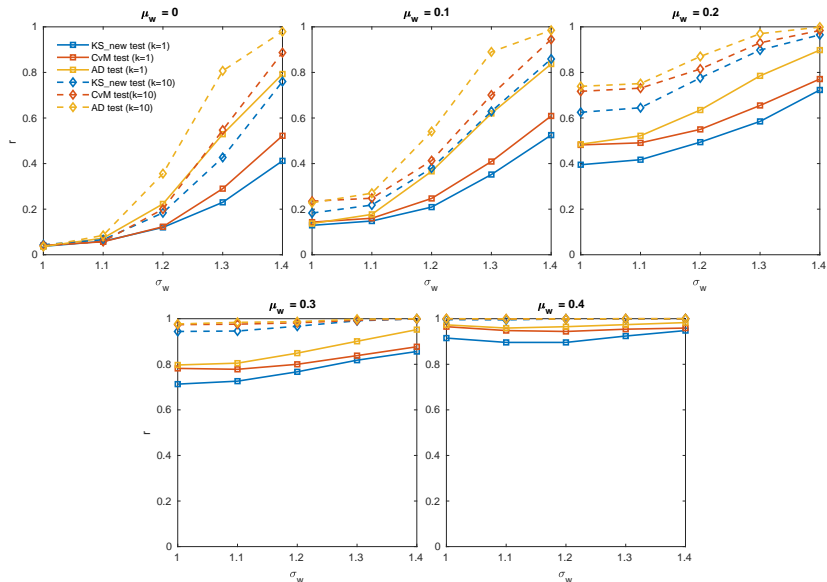 μw = 0
KS_new test (k=1)
CvM test (k=1)
AD test (k=1)
KS_new test(k=10)
CvM test(k=10)
AD test(k=10)
r
1
0.8
0.6
0.4
0.2
0
1 1.1 1.2 1.3 1.4
σw
μw = 0.1
1
0.8
0.6
0.4
0.2
0
1 1.1 1.2 1.3 1.4
σw
μw = 0.2
1
0.8
0.6
0.4
0.2
0
1 1.1 1.2 1.3 1.4
σw
μw = 0.3
r
1
0.8
0.6
0.4
0.2
0
1 1.1 1.2 1.3 1.4
σw
μw = 0.4
1
0.8
0.6
0.4
0.2
0
1 1.1 1.2 1.3 1.4
σw